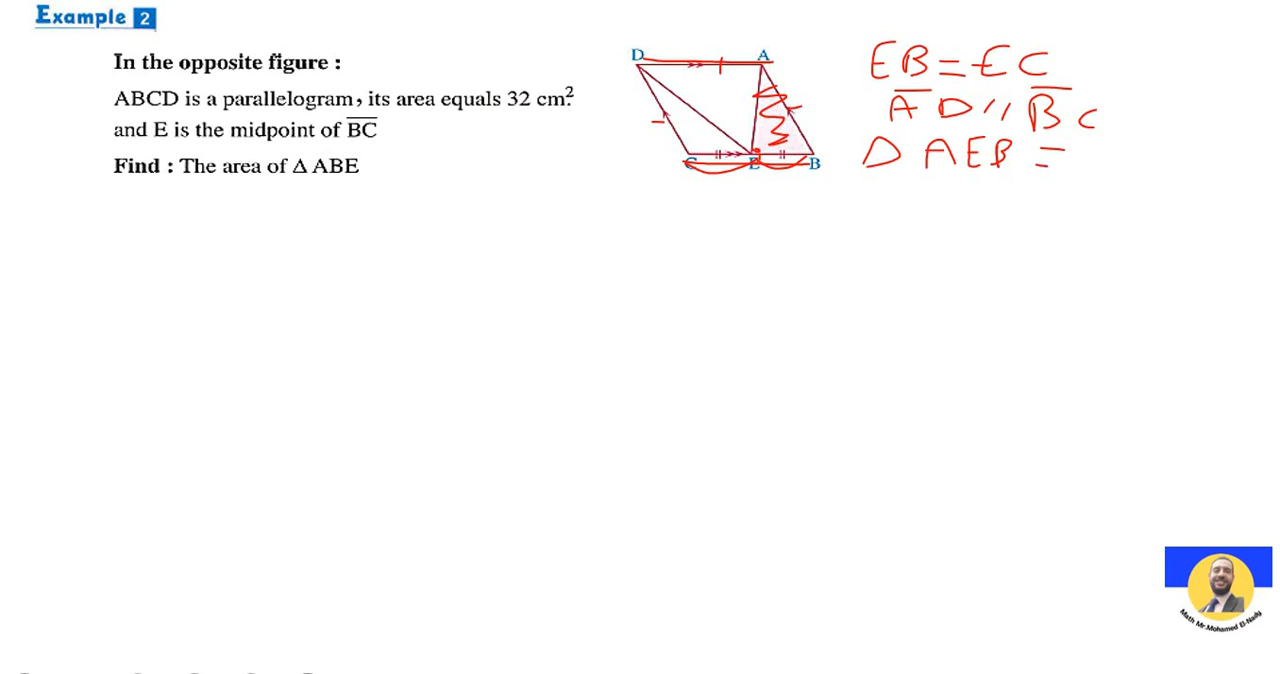 Example 2
In the opposite figure :
ABCD is a parallelogram, its area equals 32 cm².
and E is the midpoint of BC
Find : The area of Δ ABE
D A
C E B
EB = EC
AD // BC
Δ AEB =
Math Mr.Mohamed El-Nady